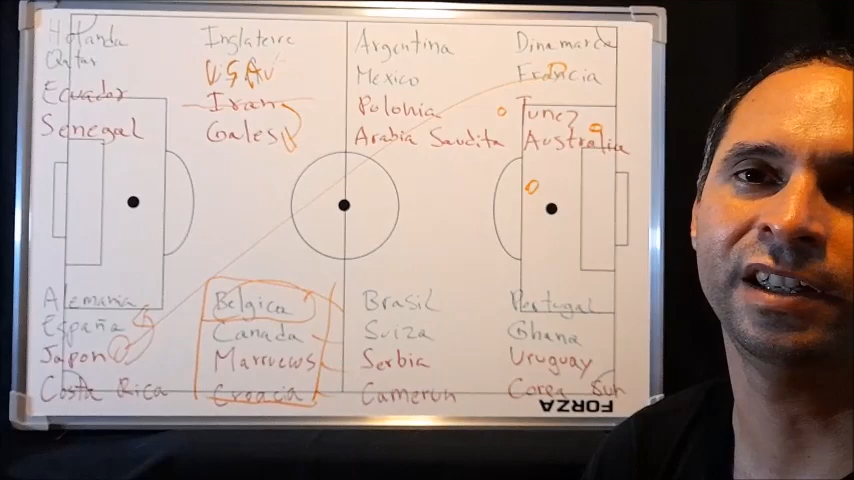 Holanda
Qatar
Ecuador
Senegal
Inglaterre
USA
Iran
Gales
Argentina
Mexico
Polonia
Arabia Saudita
Dinamarca
Francia
Tunez
Australia
Alemania
España
Japon
Costa Rica
Belgica
Canada
Marruecos
Croacia
Brasil
Suiza
Serbia
Camerun
Portugal
Ghana
Uruguay
Corea Sur
FORZA